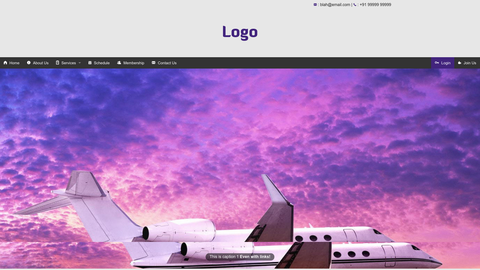 : blah@email.com | : +91 99999 99999
Logo
Home About Us Services Schedule Membership Contact Us Login Join Us
This is caption 1 Even with links!